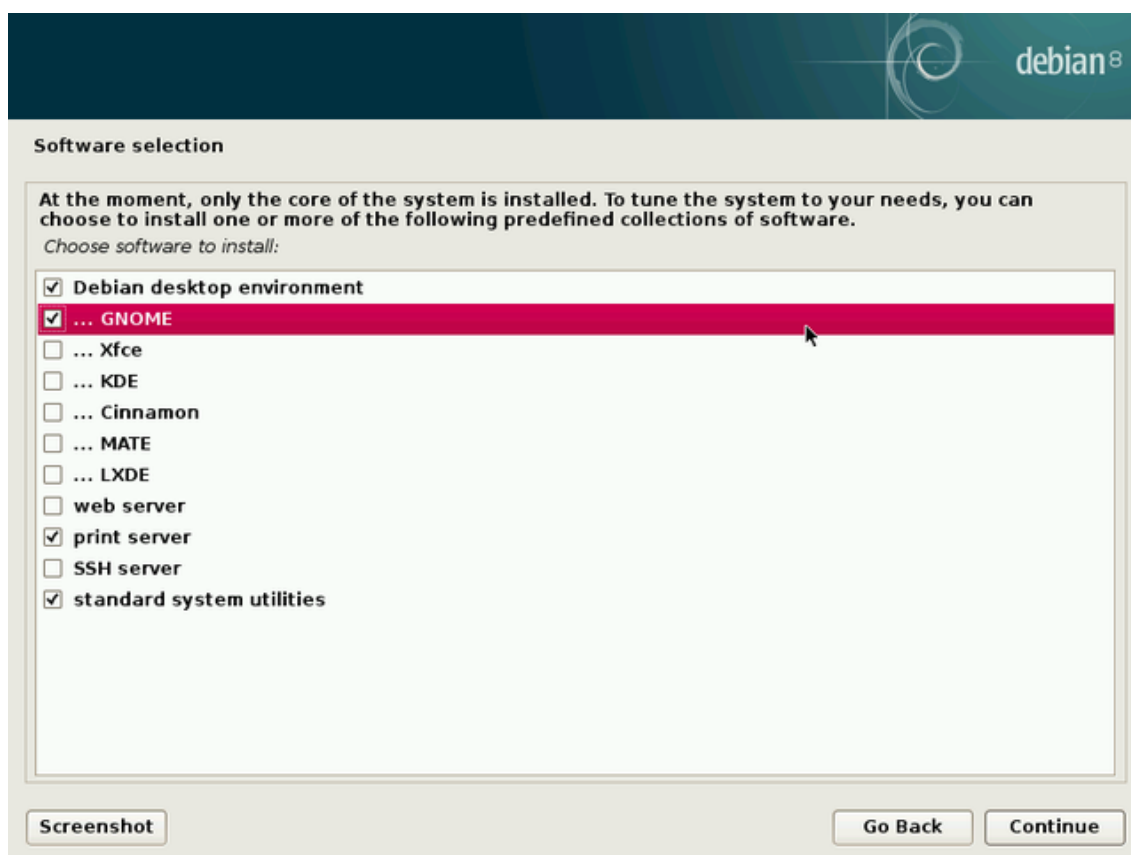 debian 8
Software selection
At the moment, only the core of the system is installed. To tune the system to your needs, you can
choose to install one or more of the following predefined collections of software.
Choose software to install:
Debian desktop environment
... GNOME
... Xfce
... KDE
... Cinnamon
... MATE
... LXDE
web server
print server
SSH server
standard system utilities
Screenshot
Go Back
Continue